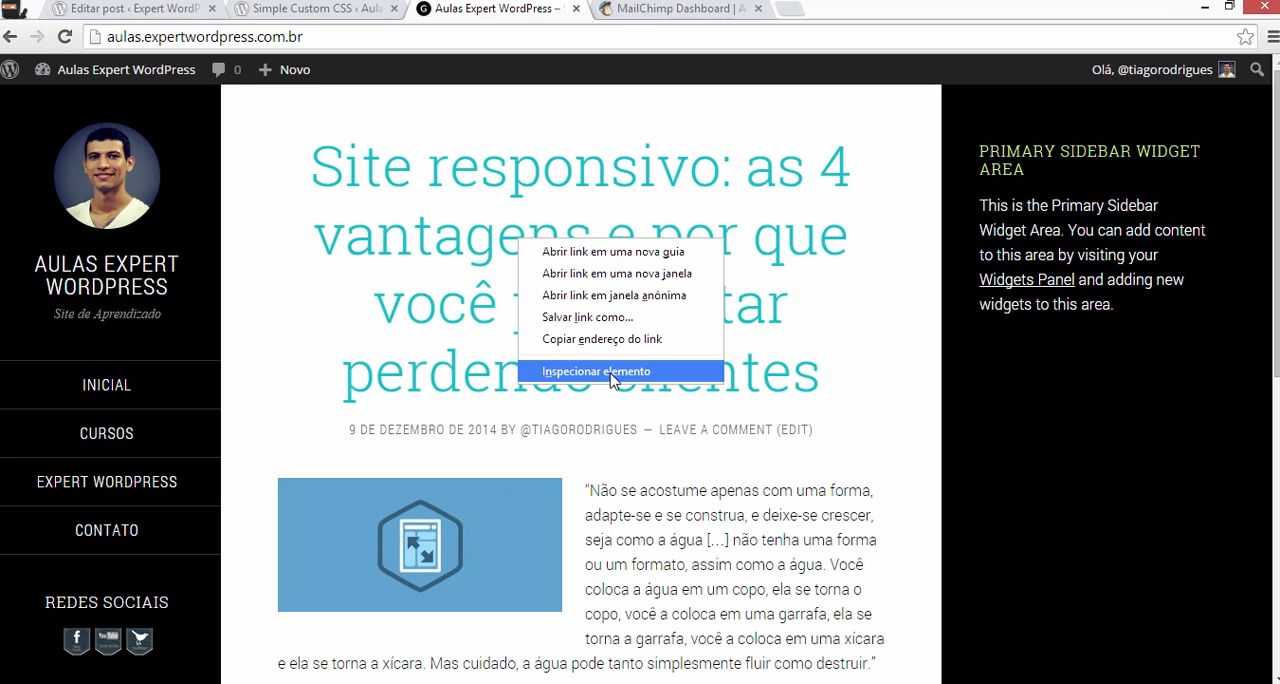 Editar post ‹ Expert WordP
Simple Custom CSS ‹ Aula
Aulas Expert WordPress –
MailChimp Dashboard | A
aulas.expertwordpress.com.br
Aulas Expert WordPress
0
Novo
Olá, @tiagorodrigues
AULAS EXPERT
WORDPRESS
Site de Aprendizado
INICIAL
CURSOS
EXPERT WORDPRESS
CONTATO
REDES SOCIAIS
Site responsivo: as 4
vantagens e por que
você
perdendo clientes
Abrir link em uma nova guia
Abrir link em uma nova janela
Abrir link em janela anônima
Salvar link como...
Copiar endereço do link
Inspecionar elemento
9 DE DEZEMBRO DE 2014 BY @TIAGORODRIGUES — LEAVE A COMMENT (EDIT)
“Não se acostume apenas com uma forma,
adapte-se e se construa, e deixe-se crescer,
seja como a água […] não tenha uma forma
ou um formato, assim como a água. Você
coloca a água em um copo, ela se torna o
copo, você a coloca em uma garrafa, ela se
torna a garrafa, você a coloca em uma xícara
e ela se torna a xícara. Mas cuidado, a água pode tanto simplesmente fluir como destruir.”
PRIMARY SIDEBAR WIDGET
AREA
This is the Primary Sidebar
Widget Area. You can add content
to this area by visiting your
Widgets Panel and adding new
widgets to this area.